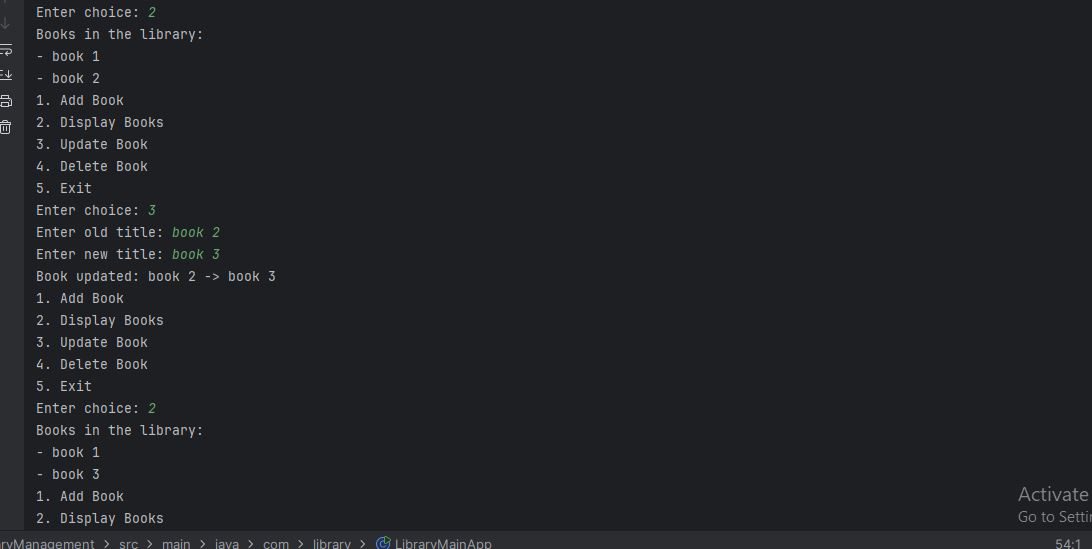 Enter choice: 2
Books in the library:
- book 1
- book 2
1. Add Book
2. Display Books
3. Update Book
4. Delete Book
5. Exit
Enter choice: 3
Enter old title: book 2
Enter new title: book 3
Book updated: book 2 -> book 3
1. Add Book
2. Display Books
3. Update Book
4. Delete Book
5. Exit
Enter choice: 2
Books in the library:
- book 1
- book 3
1. Add Book
2. Display Books
Activate
Go to Settin
ryManagement > src > main > java > com > library > LibraryMainApp
54:1